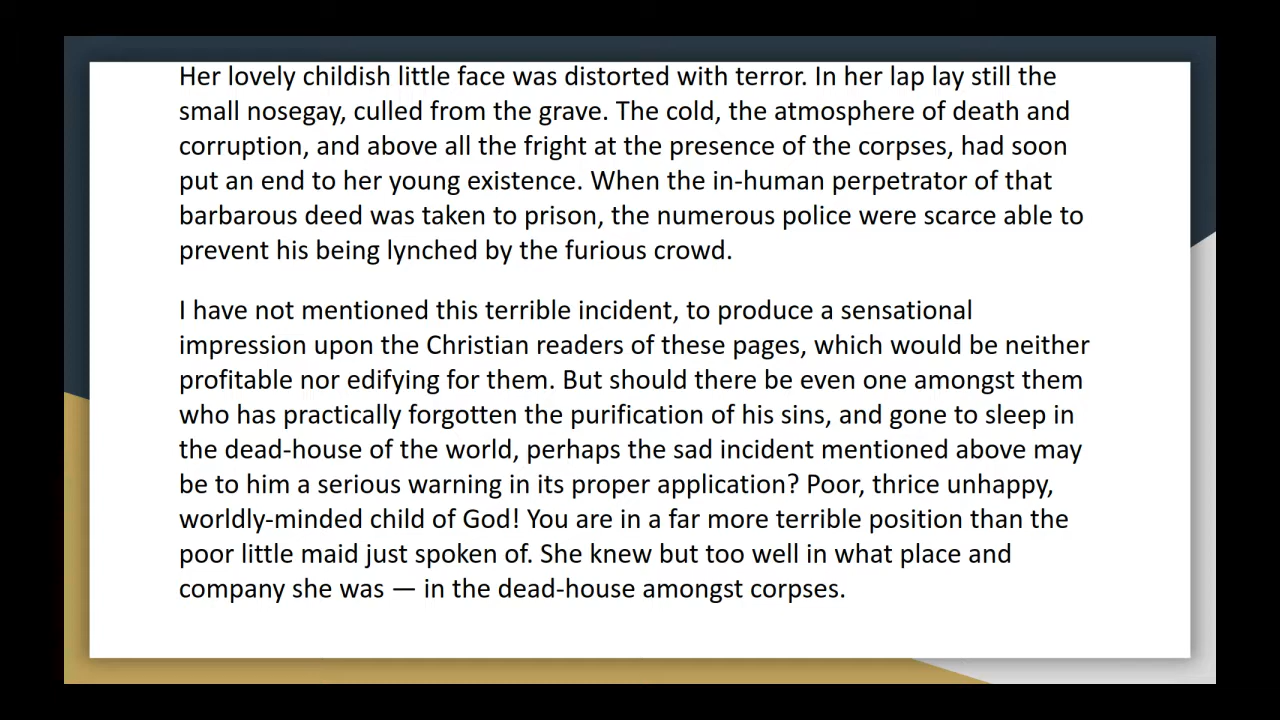 Her lovely childish little face was distorted with terror. In her lap lay still the
small nosegay, culled from the grave. The cold, the atmosphere of death and
corruption, and above all the fright at the presence of the corpses, had soon
put an end to her young existence. When the in-human perpetrator of that
barbarous deed was taken to prison, the numerous police were scarce able to
prevent his being lynched by the furious crowd.
I have not mentioned this terrible incident, to produce a sensational
impression upon the Christian readers of these pages, which would be neither
profitable nor edifying for them. But should there be even one amongst them
who has practically forgotten the purification of his sins, and gone to sleep in
the dead-house of the world, perhaps the sad incident mentioned above may
be to him a serious warning in its proper application? Poor, thrice unhappy,
worldly-minded child of God! You are in a far more terrible position than the
poor little maid just spoken of. She knew but too well in what place and
company she was — in the dead-house amongst corpses.